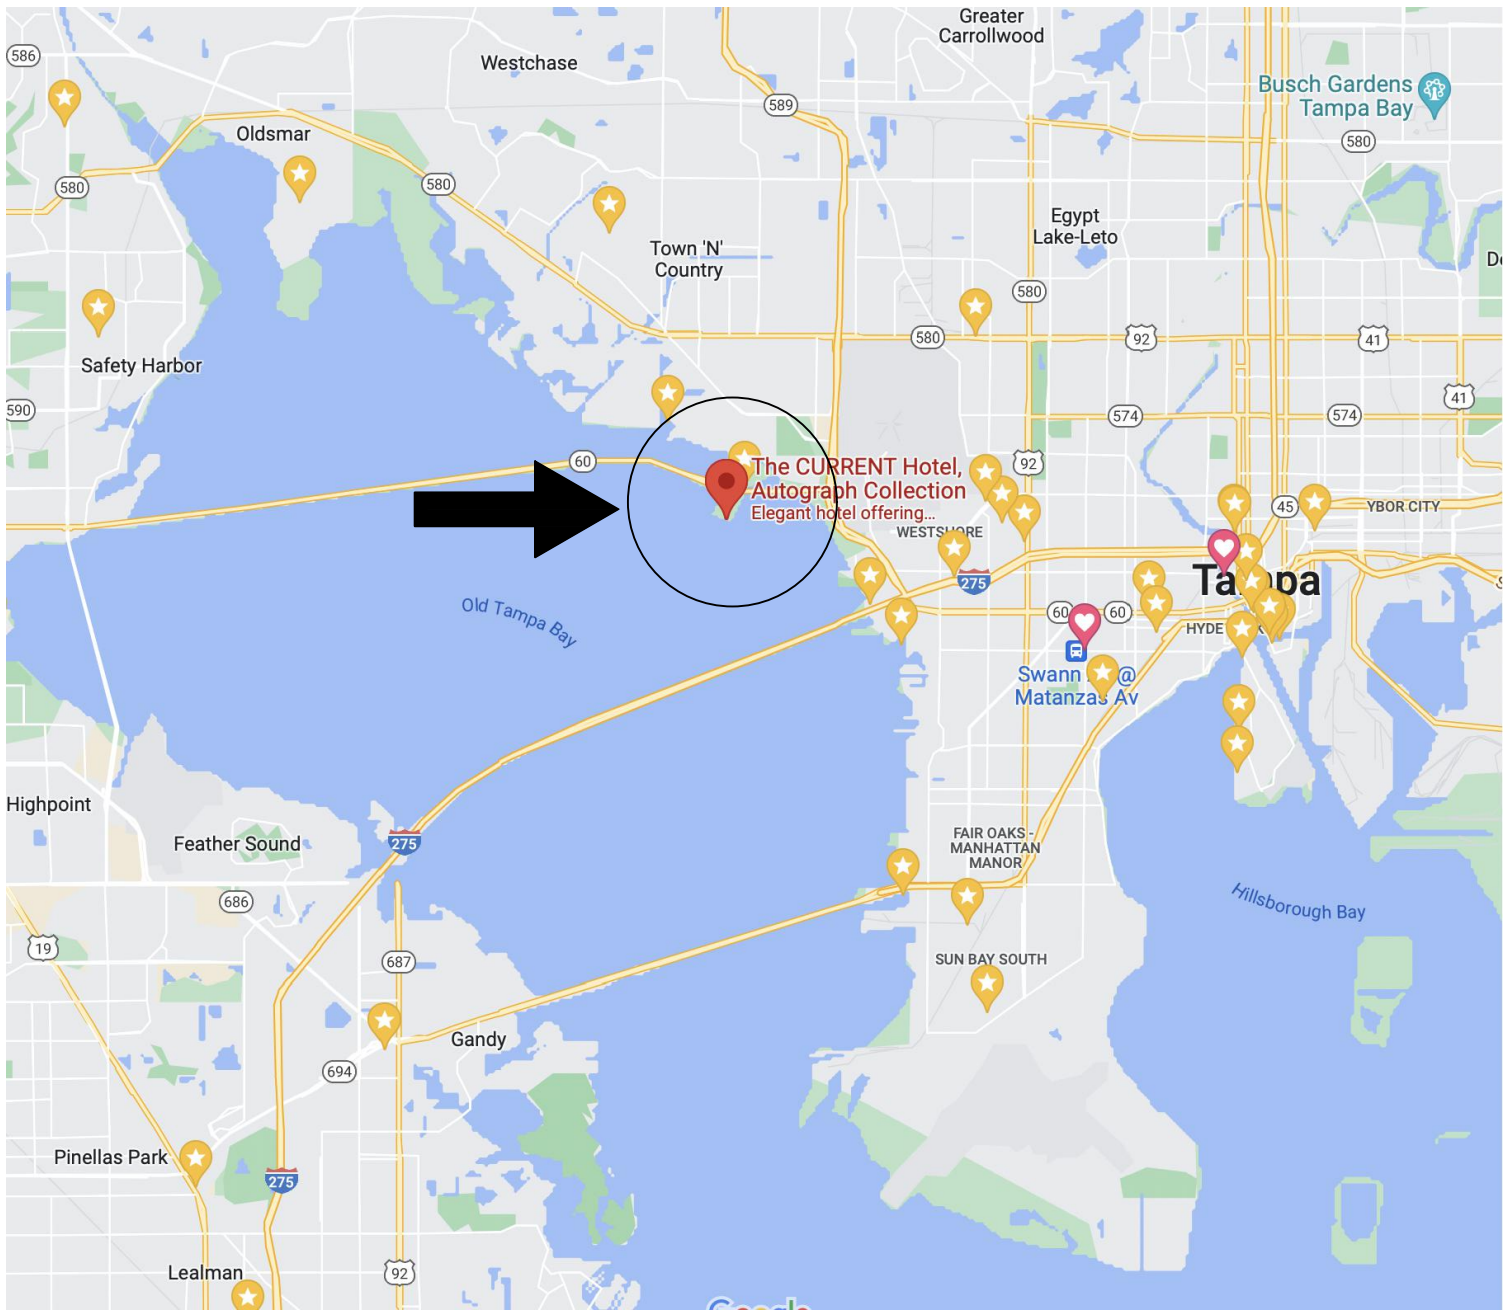 Greater
Carrollwood
586
Westchase
Busch Gardens
Tampa Bay
589
Oldsmar
580
580
580
Egypt
Lake-Leto
Town 'N'
Country
580
580
92
41
Safety Harbor
590
574
574
41
60
92
The CURRENT Hotel,
Autograph Collection
Elegant hotel offering...
WESTSHORE
45
YBOR CITY
275
Tampa
Old Tampa Bay
60
60
HYDE
Swann
@
Matanzas Av
Highpoint
Feather Sound
275
FAIR OAKS -
MANHATTAN
MANOR
686
Hillsborough Bay
19
687
SUN BAY SOUTH
Gandy
694
Pinellas Park
275
Lealman
92
Google